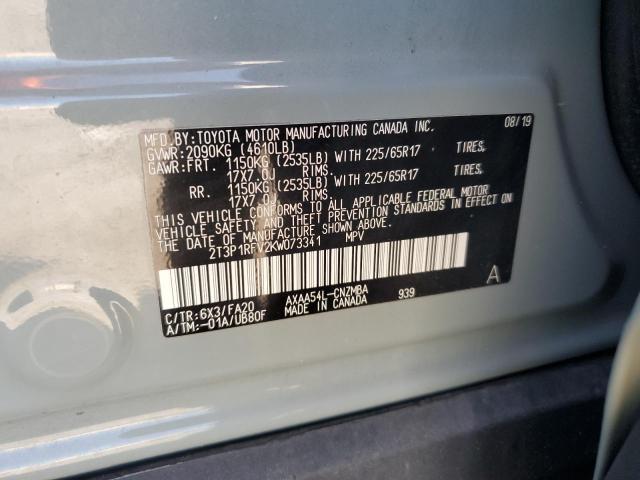 MFD.BY:TOYOTA MOTOR MANUFACTURING CANADA INC. 08/19
GVWR:2090KG (4610LB)
GAWR:FRT. 1150KG (2535LB) WITH 225/65R17 TIRES,
17X7.0J RIMS,
RR. 1150KG (2535LB) WITH 225/65R17 TIRES,
17X7.0J RIMS.
THIS VEHICLE CONFORMS TO ALL APPLICABLE FEDERAL MOTOR
VEHICLE SAFETY AND THEFT PREVENTION STANDARDS IN EFFECT ON
THE DATE OF MANUFACTURE SHOWN ABOVE.
2T3P1RFV2KW073341 MPV
A
C/TR:6X3/FA20 AXAA54L-CNZMBA 939
A/TM:-01A/UB80F MADE IN CANADA